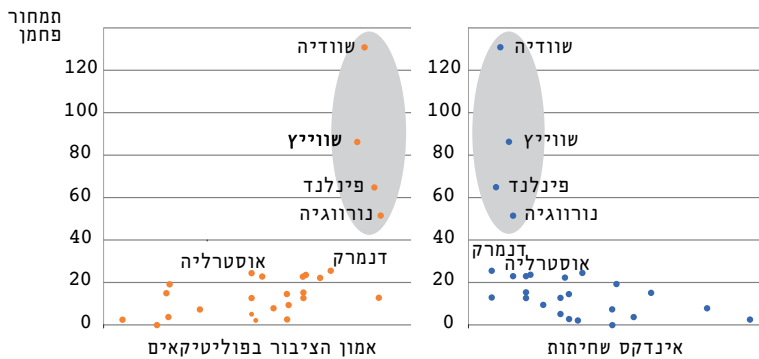 תמחור
פחמן
120
100
80
60
40
20
0
שוודיה
שווייץ
פינלנד
נורווגיה
אוסטרליה
דנמרק
אמון הציבור בפוליטיקאים
120
100
80
60
40
20
0
שוודיה
שווייץ
פינלנד
נורווגיה
דנמרק
אוסטרליה
אינדקס שחיתות